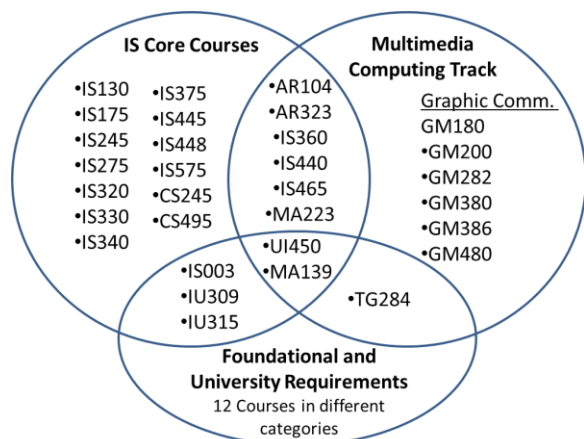 IS Core Courses
•IS130
•IS175
•IS245
•IS275
•IS320
•IS330
•IS340
•IS375
•IS445
•IS448
•IS575
•CS245
•CS495
•AR104
•AR323
•IS360
•IS440
•IS465
•MA223
Multimedia
Computing Track
Graphic Comm.
GM180
•GM200
•GM282
•GM380
•GM386
•GM480
•UI450
•MA139
•IS003
•IU309
•IU315
•TG284
Foundational and
University Requirements
12 Courses in different
categories